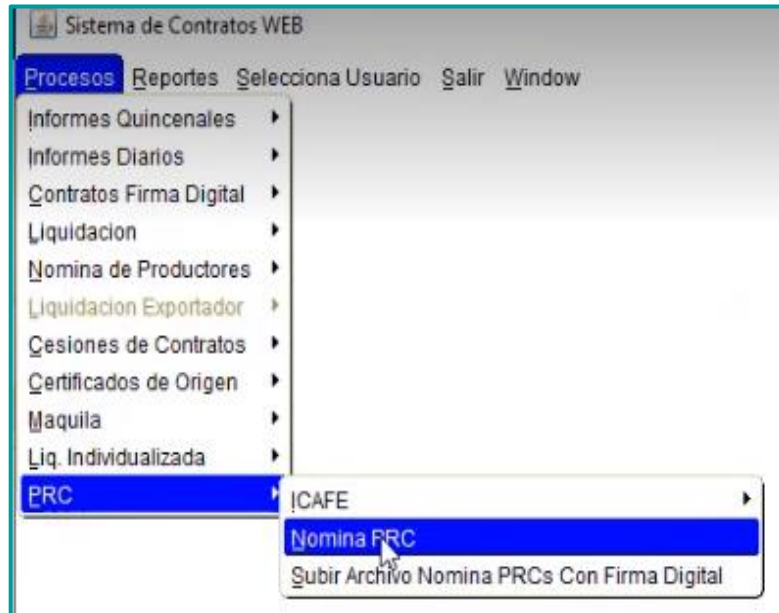 Sistema de Contratos WEB
Procesos Reportes Selecciona Usuario Salir Window
Informes Quincenales
Informes Diarios
Contratos Firma Digital
Liquidacion
Nomina de Productores
Liquidacion Exportador
Cesiones de Contratos
Certificados de Origen
Maquila
Liq. Individualizada
PRC
ICAFE
Nomina PRC
Subir Archivo Nomina PRCs Con Firma Digital